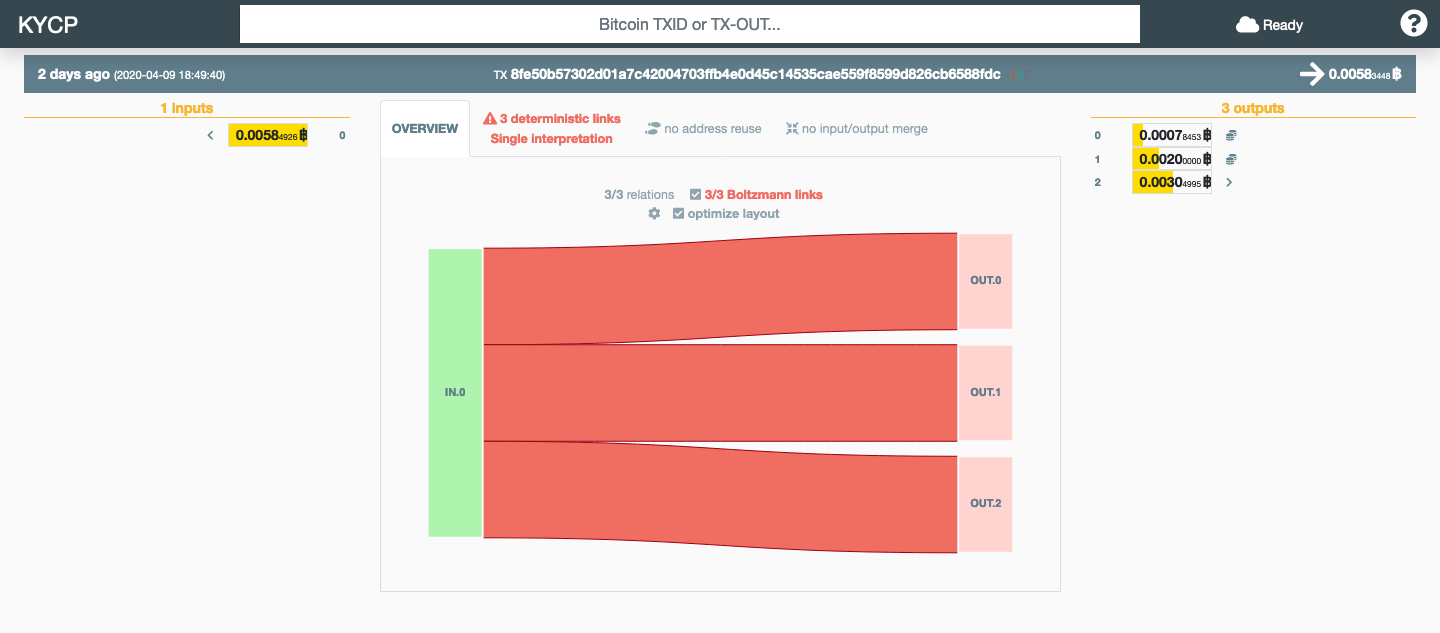 KYCP
Bitcoin TXID or TX-OUT...
Ready
2 days ago (2020-04-09 18:49:40)
TX 8fe50b57302d01a7c42004703ffb4e0d45c14535cae559f8599d826cb6588fdc
0.00583448 ฿
1 inputs
0.00584926 ฿ 0
OVERVIEW
3 deterministic links
Single interpretation
no address reuse
no input/output merge
3/3 relations
3/3 Boltzmann links
optimize layout
IN.0
OUT.0
OUT.1
OUT.2
3 outputs
0 0.00078453 ฿
1 0.00200000 ฿
2 0.00304995 ฿